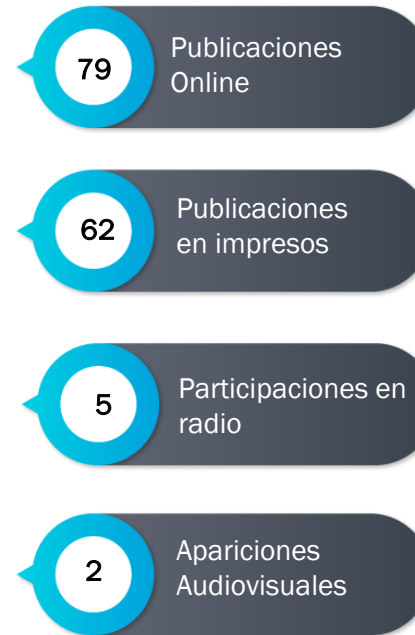 79
Publicaciones
Online
62
Publicaciones
en impresos
5
Participaciones en
radio
2
Apariciones
Audiovisuales